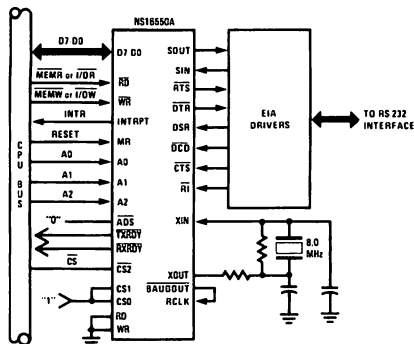 NS16550A
D7 D0
D7 D0
MEMR or I/OR
RD
MEMW or I/OW
WR
INTR
INTRPT
RESET
MR
A0
A0
A1
A1
A2
A2
"0"
ADS
TXRDY
RXRDY
CS
CS2
"1"
CS1
CS0
RD
WR
CPU BUS
SOUT
SIN
RTS
DTR
DSR
DCD
CTS
RI
XIN
XOUT
BAUDOUT
RCLK
EIA
DRIVERS
TO RS 232
INTERFACE
8.0
MHz